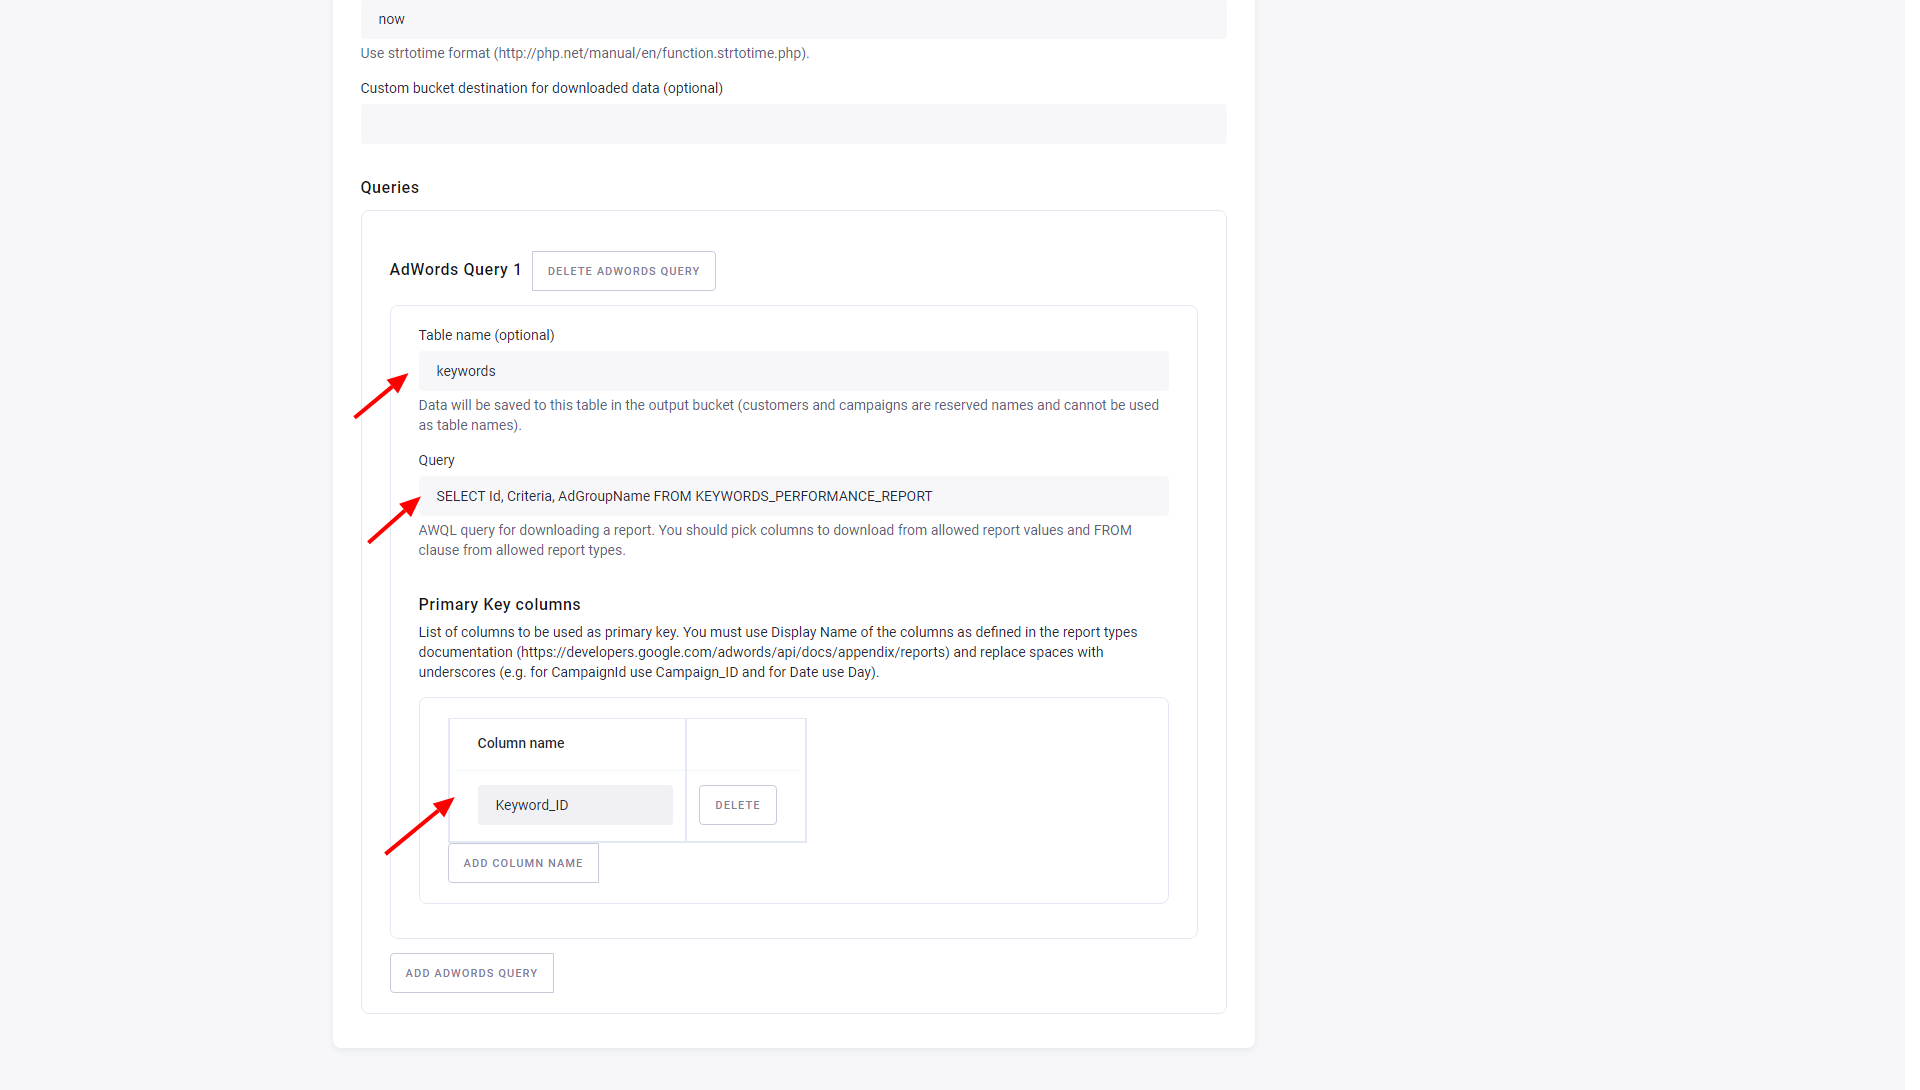 now
Use strtotime format (http://php.net/manual/en/function.strtotime.php).
Custom bucket destination for downloaded data (optional)
Queries
AdWords Query 1
DELETE ADWORDS QUERY
Table name (optional)
keywords
Data will be saved to this table in the output bucket (customers and campaigns are reserved names and cannot be used
as table names).
Query
SELECT Id, Criteria, AdGroupName FROM KEYWORDS_PERFORMANCE_REPORT
AWQL query for downloading a report. You should pick columns to download from allowed report values and FROM
clause from allowed report types.
Primary Key columns
List of columns to be used as primary key. You must use Display Name of the columns as defined in the report types
documentation (https://developers.google.com/adwords/api/docs/appendix/reports) and replace spaces with
underscores (e.g. for CampaignId use Campaign_ID and for Date use Day).
Column name
Keyword_ID
DELETE
ADD COLUMN NAME
ADD ADWORDS QUERY